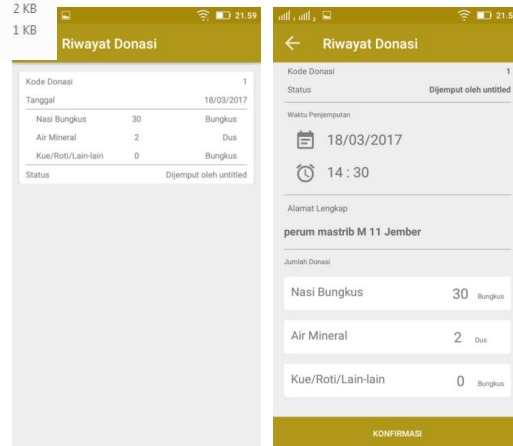 2 KB
1 KB
21.59
Riwayat Donasi
Kode Donasi 1
Tanggal 18/03/2017
Nasi Bungkus 30 Bungkus
Air Mineral 2 Dus
Kue/Roti/Lain-lain 0 Bungkus
Status Dijemput oleh untitled
21.5
Riwayat Donasi
Kode Donasi 1
Status Dijemput oleh untitled
Waktu Penjemputan
18/03/2017
14 : 30
Alamat Lengkap
perum mastrib M 11 Jember
Jumlah Donasi
Nasi Bungkus 30 Bungkus
Air Mineral 2 Dus
Kue/Roti/Lain-lain 0 Bungkus
KONFIRMASI